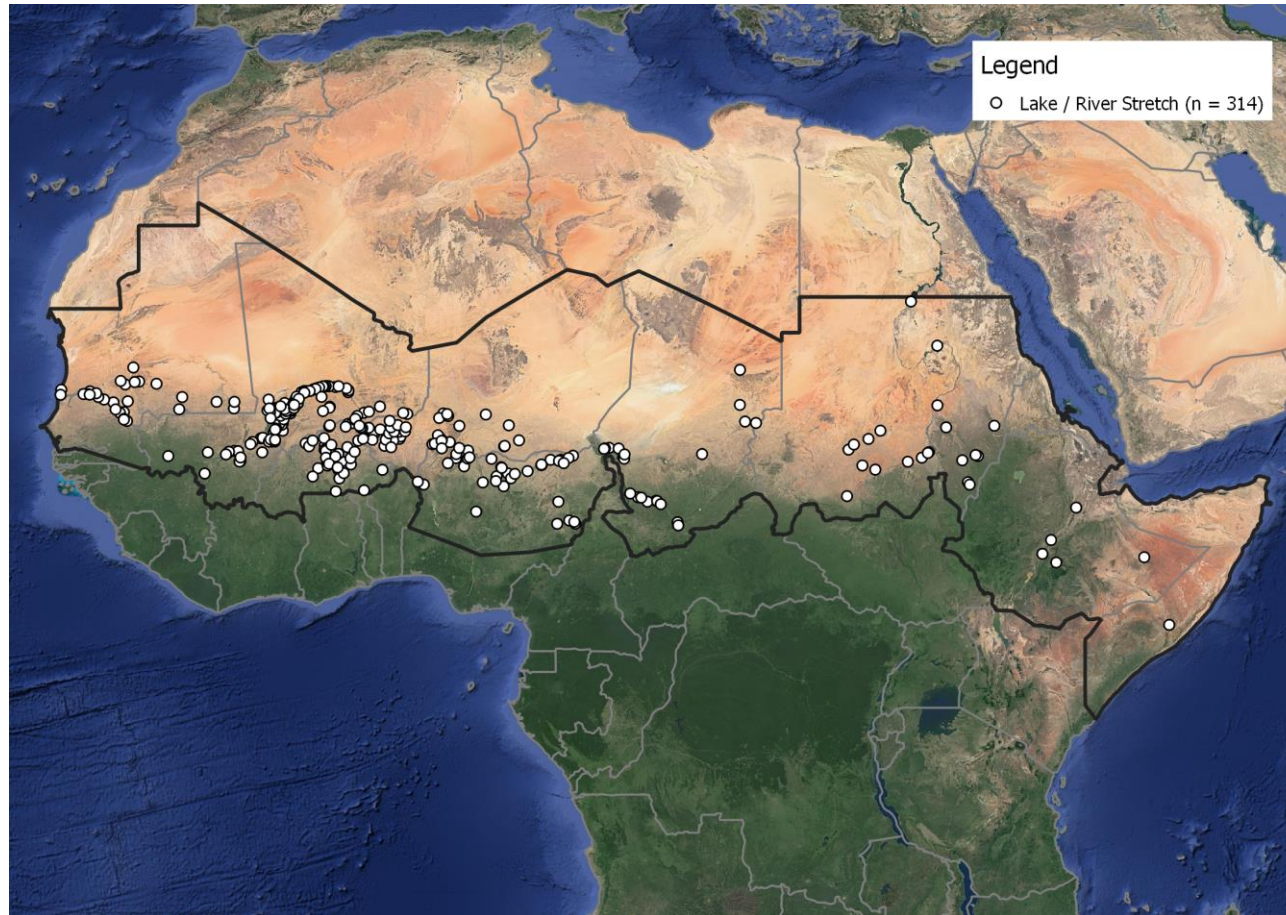 Legend
Lake / River Stretch (n = 314)